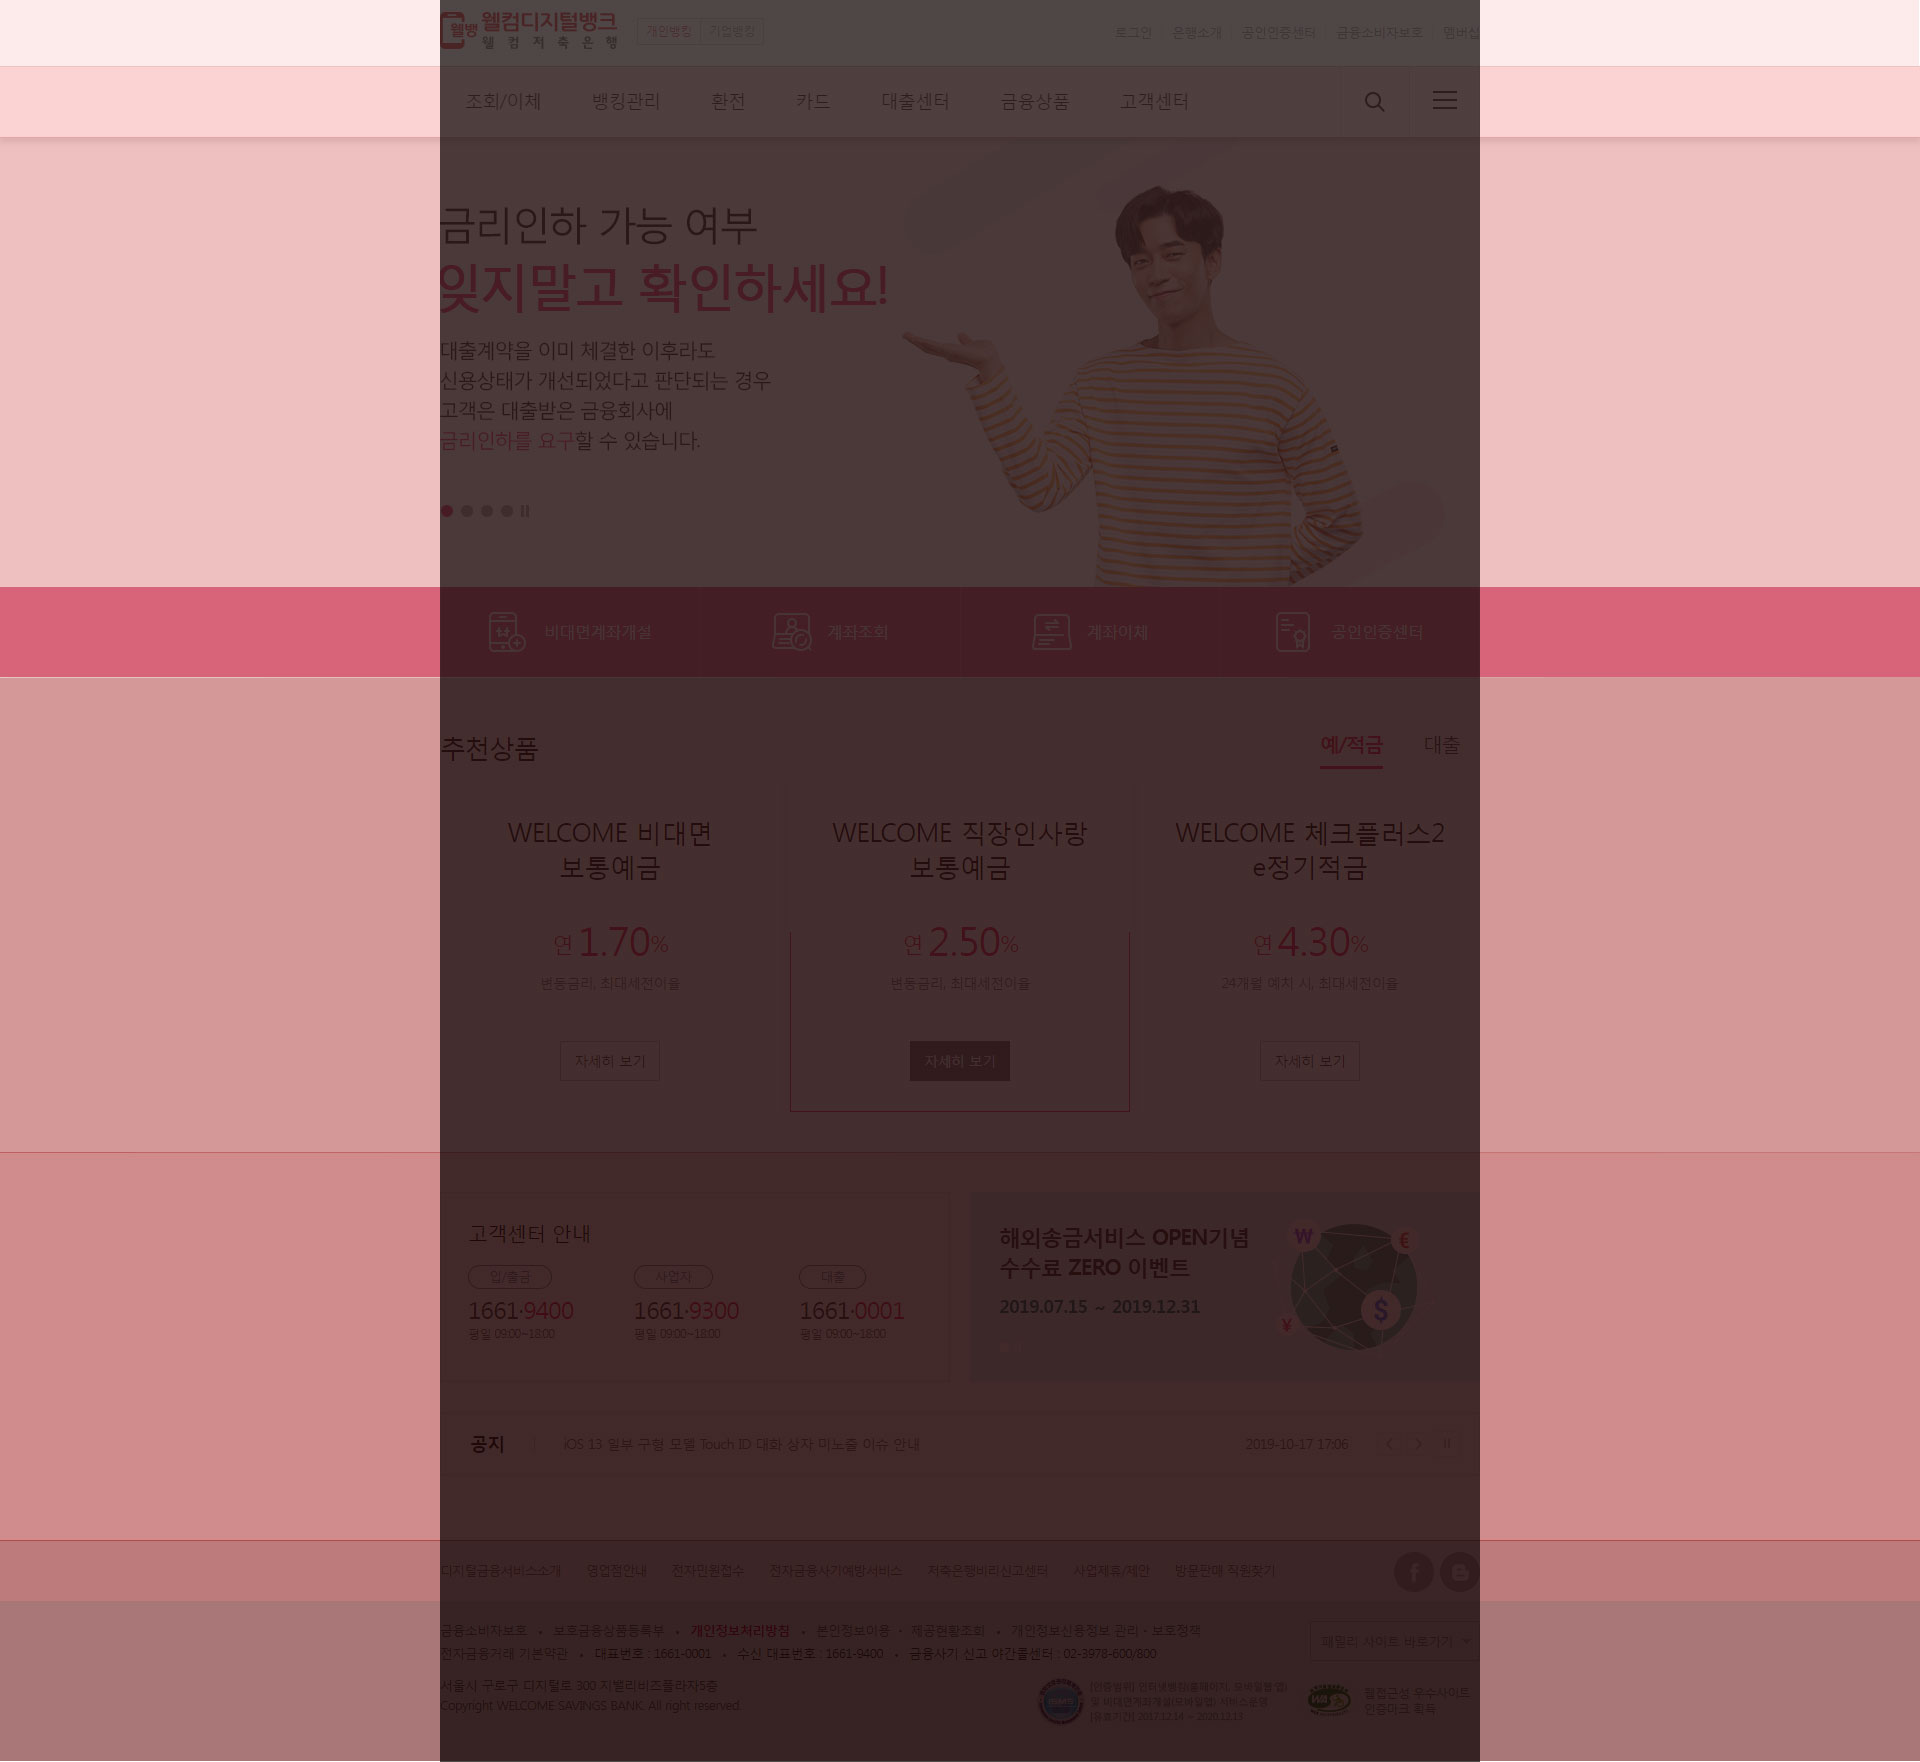 웰뱅 웰컴디지털뱅크
웰컴저축은행
개인뱅킹 기업뱅킹
로그인 은행소개 공인인증센터 금융소비자보호 멤버십
조회/이체 뱅킹관리 환전 카드 대출센터 금융상품 고객센터
금리인하 가능 여부
잊지말고 확인하세요!
대출계약을 이미 체결한 이후라도
신용상태가 개선되었다고 판단되는 경우
고객은 대출받은 금융회사에
금리인하를 요구할 수 있습니다.
비대면계좌개설 계좌조회 계좌이체 공인인증센터
추천상품 예/적금 대출
WELCOME 비대면
보통예금
연 1.70%
변동금리, 최대세전이율
자세히 보기
WELCOME 직장인사랑
보통예금
연 2.50%
변동금리, 최대세전이율
자세히 보기
WELCOME 체크플러스2
e정기적금
연 4.30%
24개월 예치 시, 최대세전이율
자세히 보기
고객센터 안내
입/출금 사업자 대출
1661·9400 1661·9300 1661·0001
평일 09:00~18:00 평일 09:00~18:00 평일 09:00~18:00
해외송금서비스 OPEN기념
수수료 ZERO 이벤트
2019.07.15 ~ 2019.12.31
₩ € $ ¥
공지 iOS 13 일부 구형 모델 Touch ID 대화 상자 미노출 이슈 안내 2019-10-17 17:06
디지털금융서비스소개 영업점안내 전자민원접수 전자금융사기예방서비스 저축은행비리신고센터 사업제휴/제안 방문판매 직원찾기
금융소비자보호 • 보호금융상품등록부 • 개인정보처리방침 • 본인정보이용 · 제공현황조회 • 개인정보신용정보 관리 · 보호정책
패밀리 사이트 바로가기
전자금융거래 기본약관 • 대표번호 : 1661-0001 • 수신 대표번호 : 1661-9400 • 금융사기 신고 야간콜센터 : 02-3978-600/800
서울시 구로구 디지털로 300 지밸리비즈플라자5층
Copyright WELCOME SAVINGS BANK. All right reserved.
[인증범위] 인터넷뱅킹(홈페이지, 모바일웹·앱)
및 비대면계좌개설(모바일웹) 서비스운영
[유효기간] 2017.12.14 ~ 2020.12.13
웹접근성 우수사이트
인증마크 획득